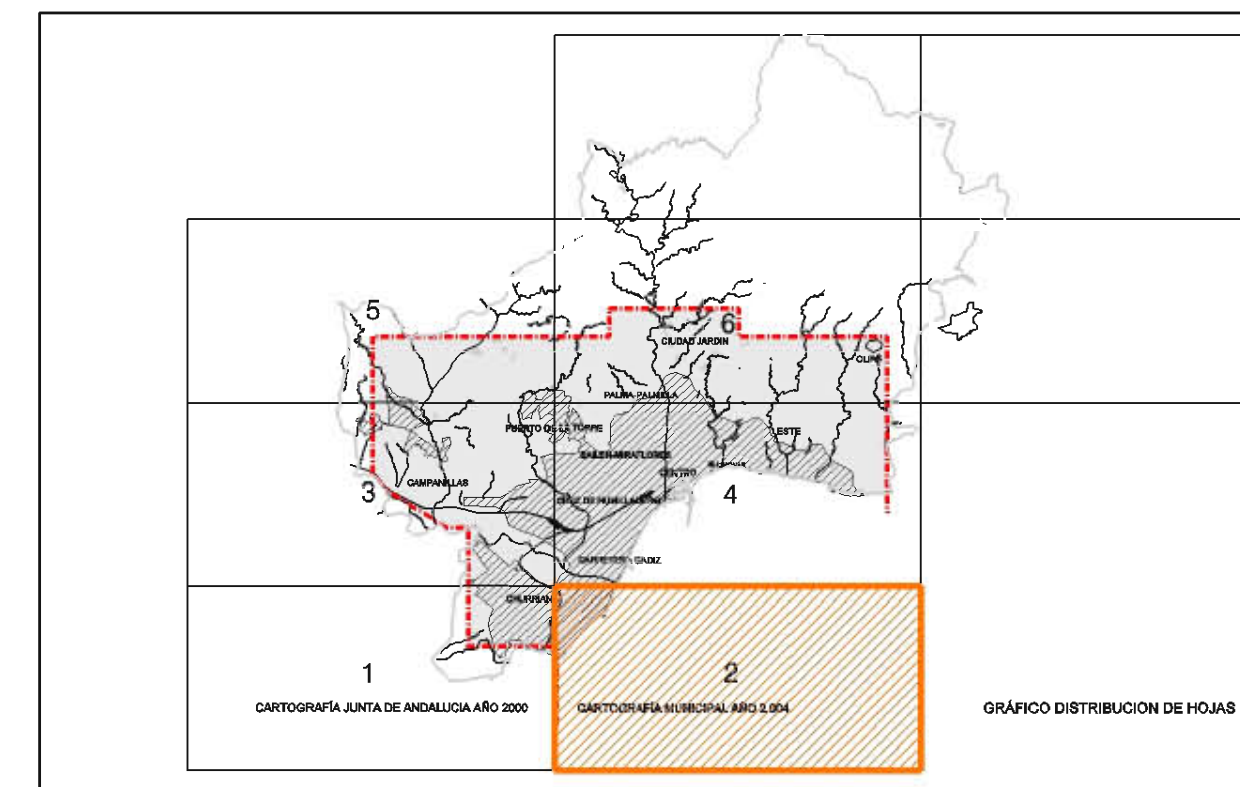 5
6
CIUDAD JARDIN
OLIAS
PALMA-PALMILLA
PUERTO DE LA TORRE
ESTE
BAILEN-MIRAFLORES
CENTRO
CAMPANILLAS
3
4
CRUZ DE HUMILLADERO
CARRETERA CADIZ
CHURRIANA
1
2
CARTOGRAFÍA JUNTA DE ANDALUCIA AÑO 2000
CARTOGRAFÍA MUNICIPAL AÑO 2.004
GRÁFICO DISTRIBUCION DE HOJAS